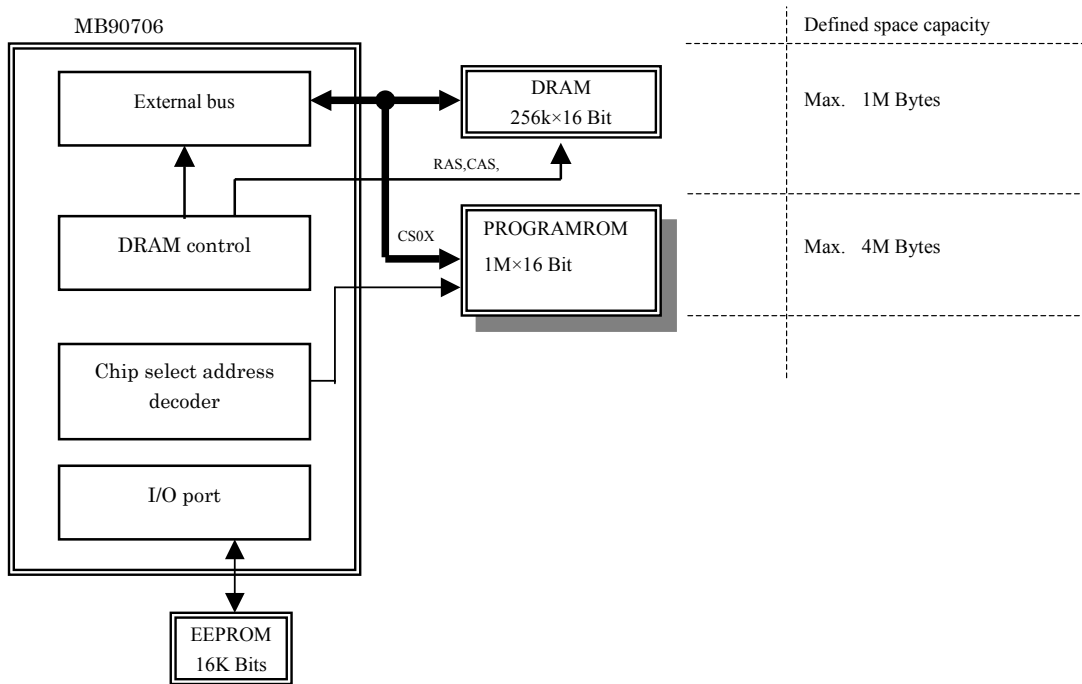 MB90706
Defined space capacity
External bus
DRAM
256k×16 Bit
Max. 1M Bytes
RAS,CAS,
DRAM control
CS0X
PROGRAMROM
1M×16 Bit
Max. 4M Bytes
Chip select address
decoder
I/O port
EEPROM
16K Bits